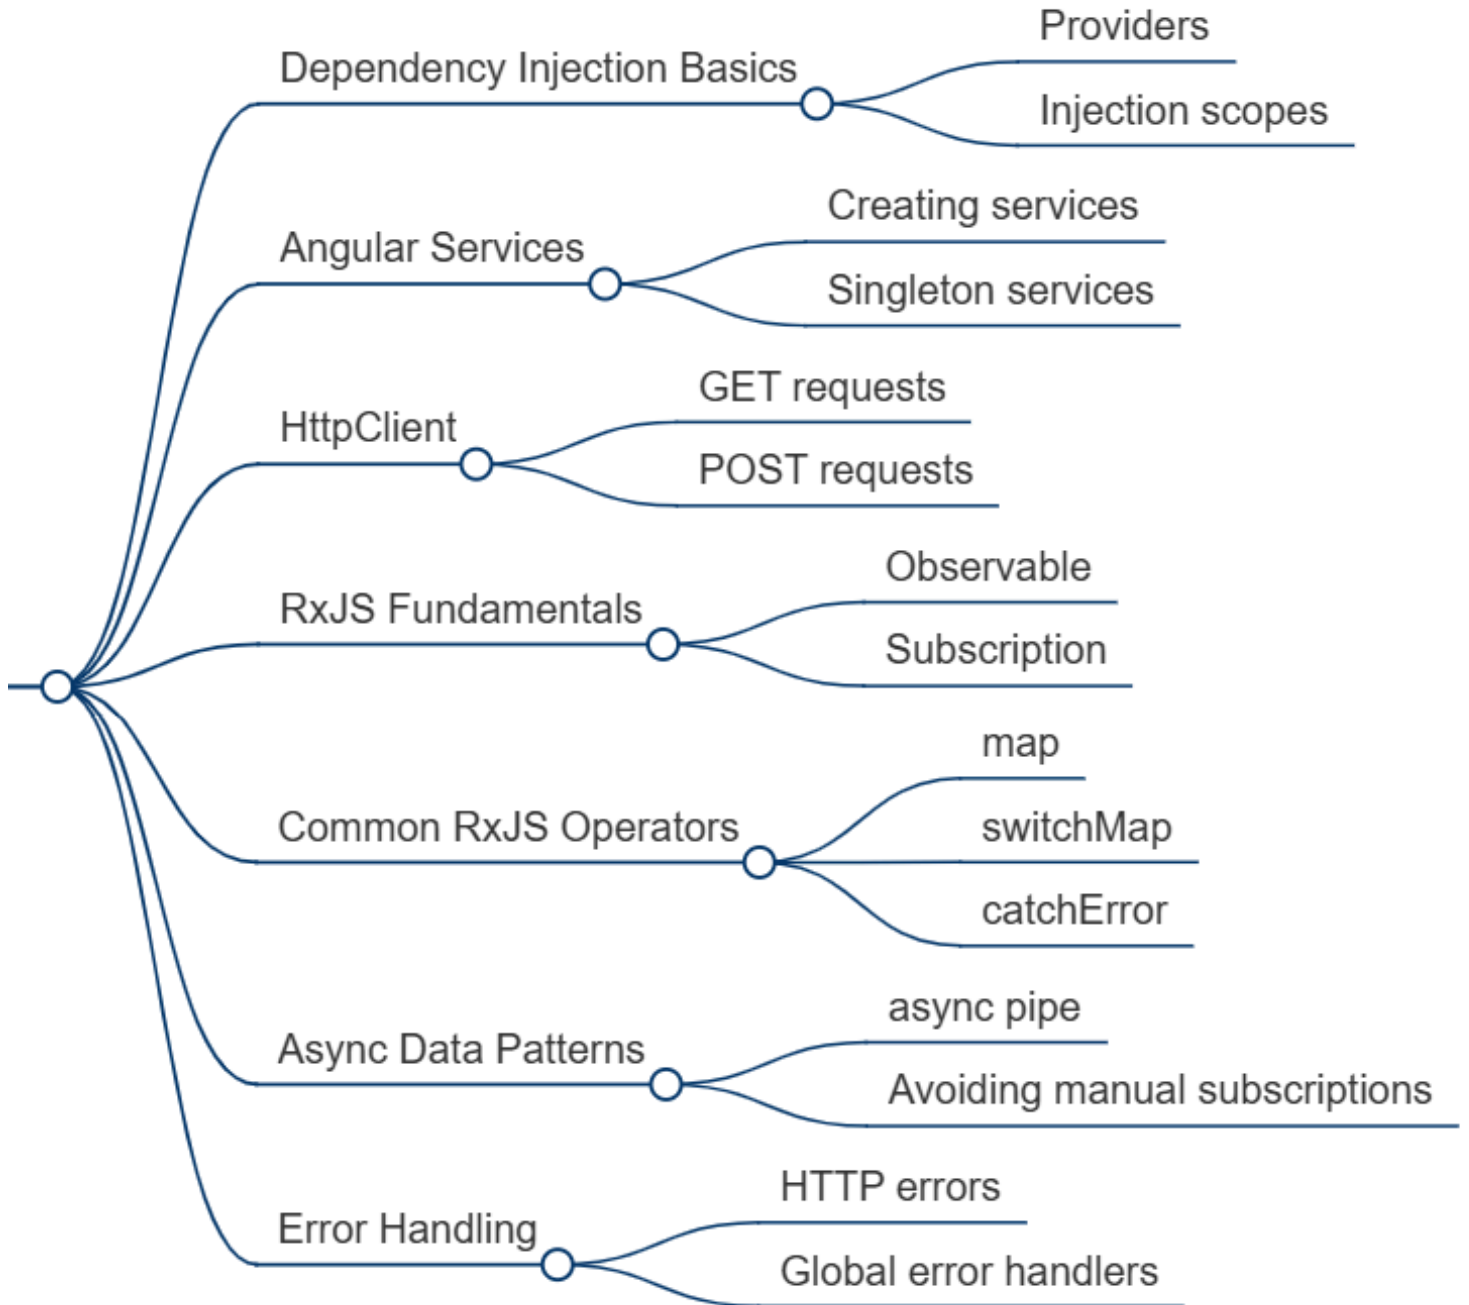 Dependency Injection Basics
Providers
Injection scopes
Angular Services
Creating services
Singleton services
HttpClient
GET requests
POST requests
RxJS Fundamentals
Observable
Subscription
Common RxJS Operators
map
switchMap
catchError
Async Data Patterns
async pipe
Avoiding manual subscriptions
Error Handling
HTTP errors
Global error handlers